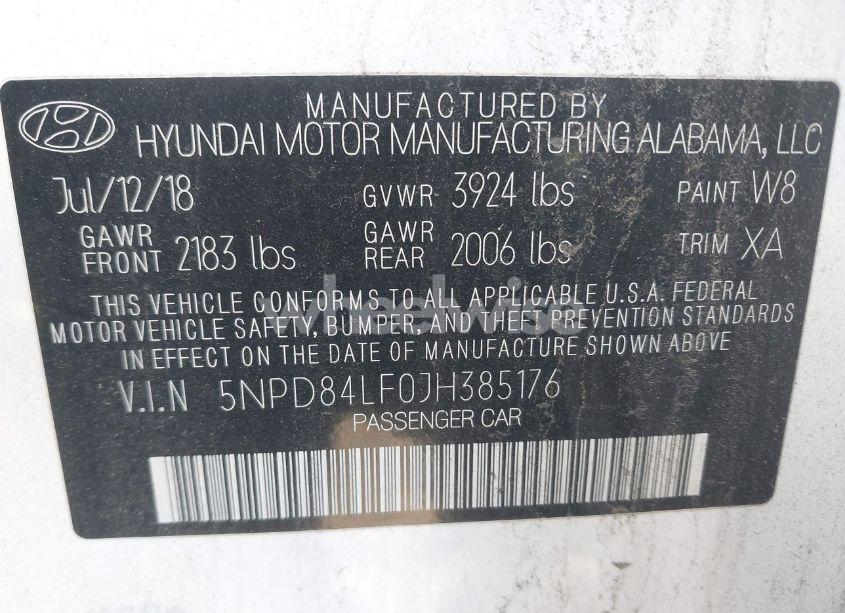 MANUFACTURED BY
HYUNDAI MOTOR MANUFACTURING ALABAMA, LLC
Jul/12/18 GVWR 3924 lbs PAINT W8
GAWR FRONT 2183 lbs GAWR REAR 2006 lbs TRIM XA
THIS VEHICLE CONFORMS TO ALL APPLICABLE U.S.A. FEDERAL
MOTOR VEHICLE SAFETY, BUMPER, AND THEFT PREVENTION STANDARDS
IN EFFECT ON THE DATE OF MANUFACTURE SHOWN ABOVE
V.I.N 5NPD84LF0JH385176
PASSENGER CAR
wheelwise